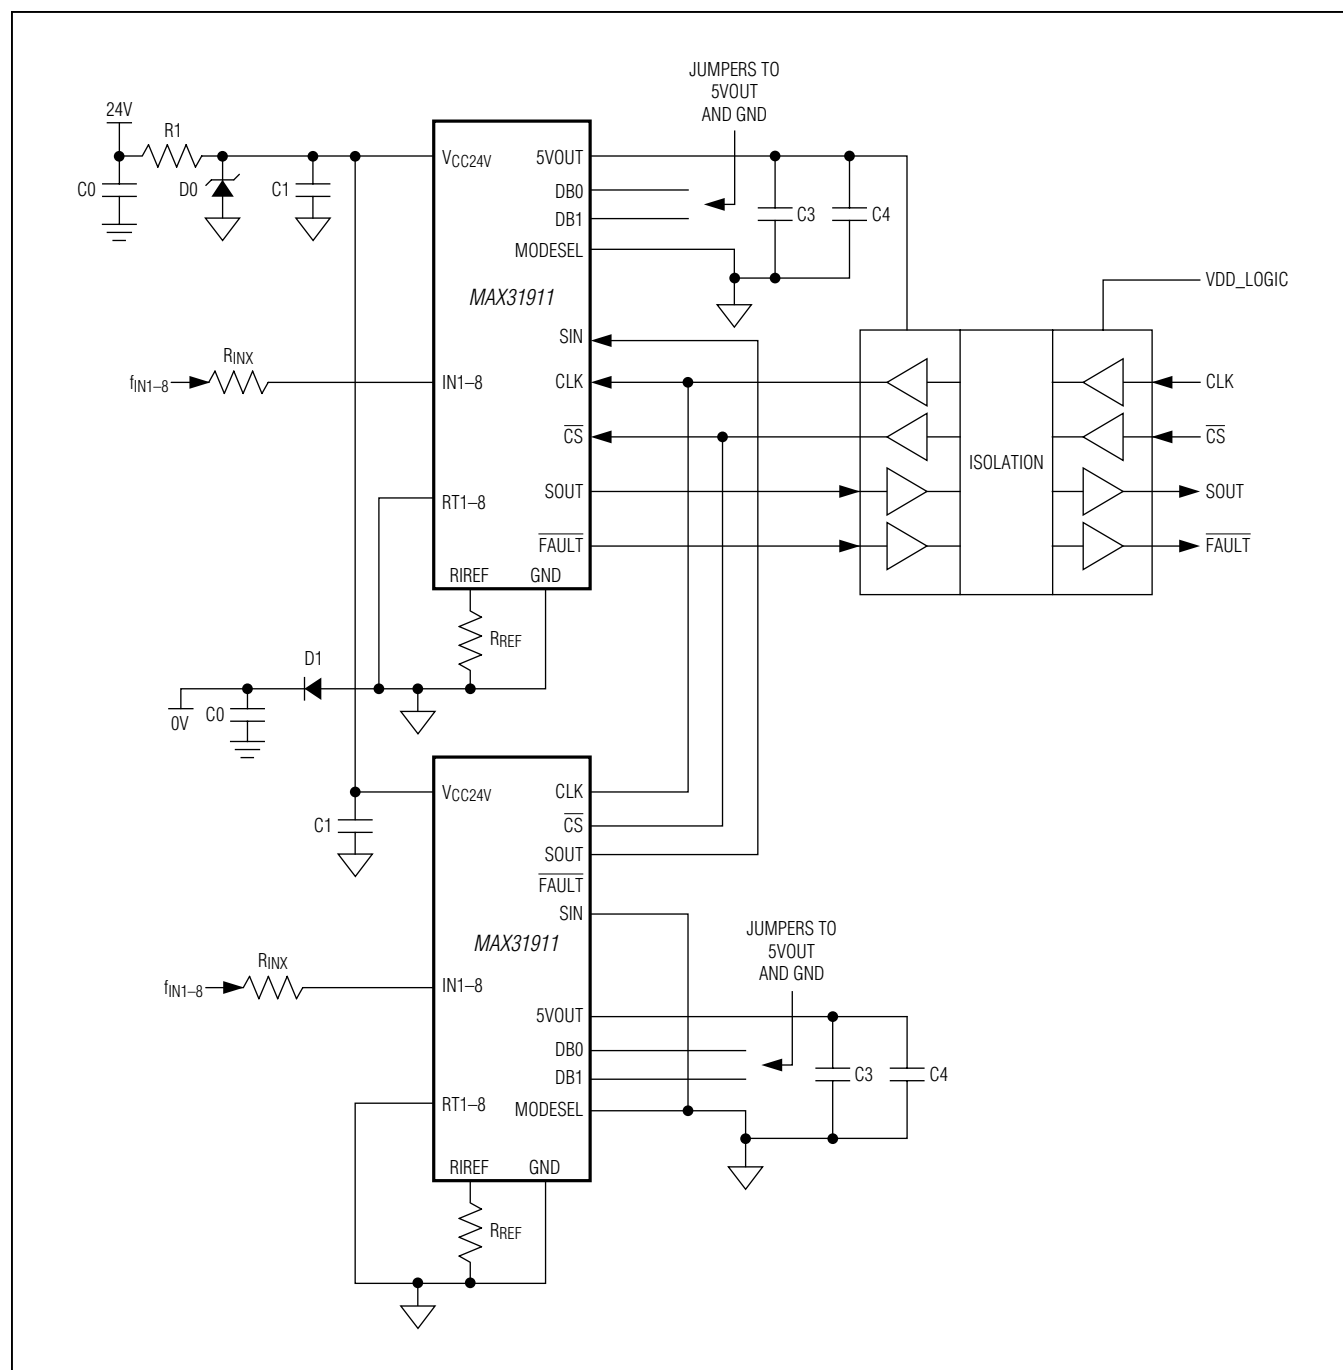 JUMPERS TO
5VOUT
AND GND
24V
R1
C0
D0
C1
VCC24V
5VOUT
DB0
DB1
MODESEL
C3
C4
MAX31911
VDD_LOGIC
SIN
RINX
fIN1–8
IN1–8
CLK
CLK
CS
CS
ISOLATION
RT1–8
SOUT
SOUT
FAULT
FAULT
RIREF
GND
RREF
D1
0V
C0
VCC24V
CLK
C1
CS
SOUT
FAULT
SIN
MAX31911
JUMPERS TO
5VOUT
AND GND
RINX
fIN1–8
IN1–8
5VOUT
DB0
DB1
C3
C4
RT1–8
MODESEL
RIREF
GND
RREF